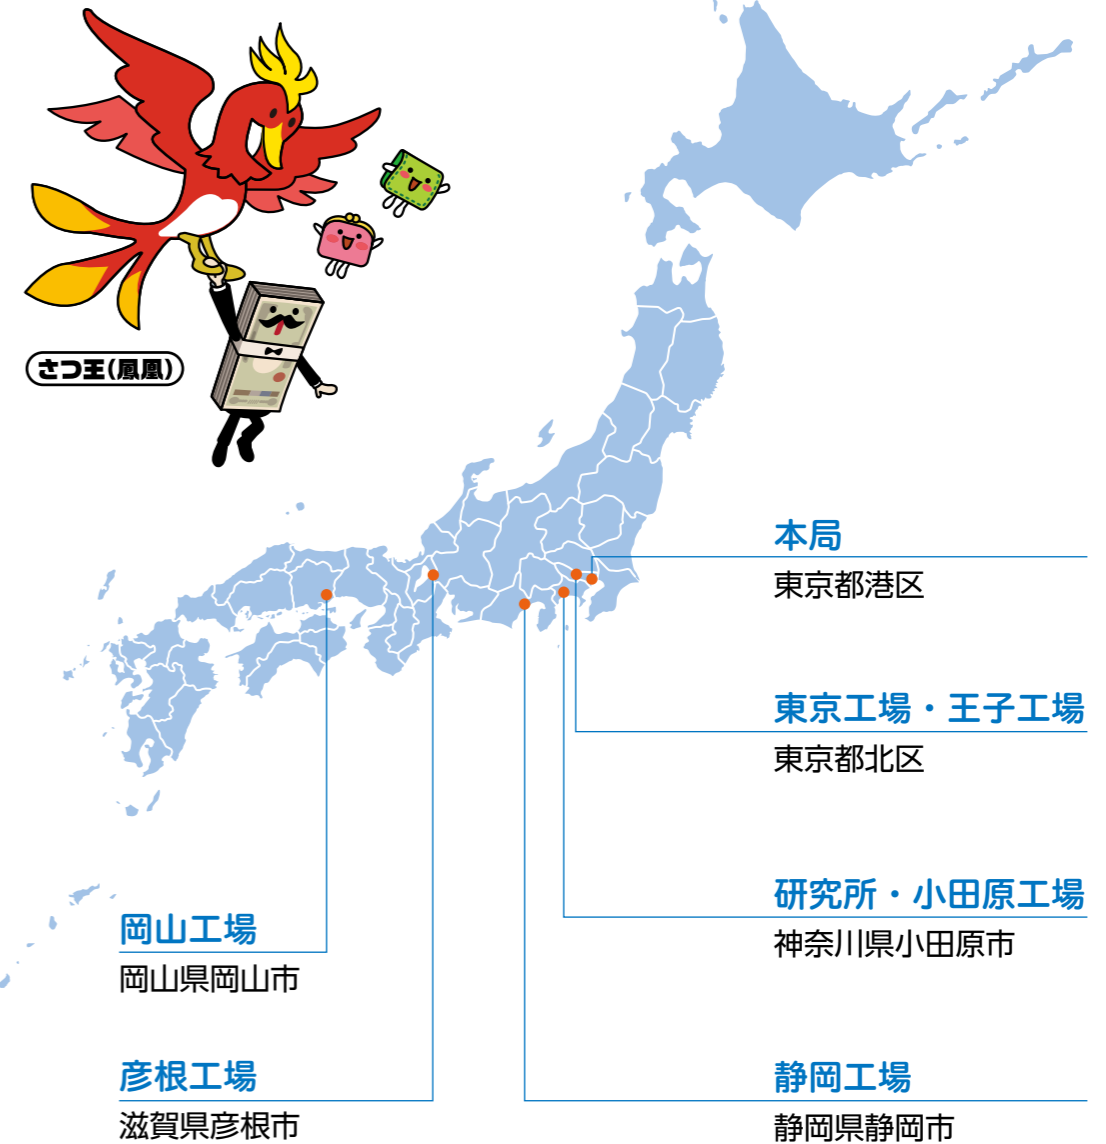 さつ王(鳳凰)
本局
東京都港区
東京工場・王子工場
東京都北区
研究所・小田原工場
神奈川県小田原市
岡山工場
岡山県岡山市
彦根工場
滋賀県彦根市
静岡工場
静岡県静岡市